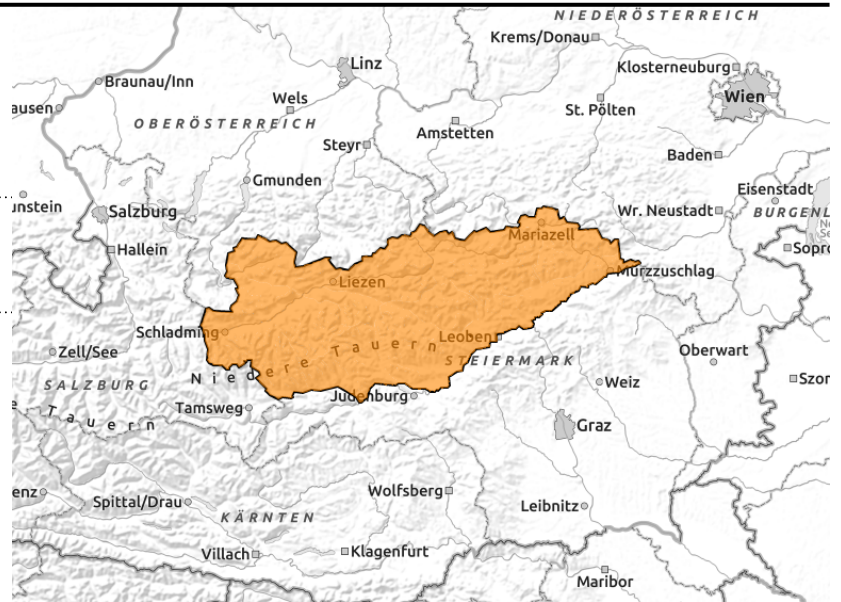 NIEDERÖSTERREICH
Krems/Donau
Linz
Klosterneuburg
Braunau/Inn
Wien
Wels
ausen
St. Pölten
OBERÖSTERREICH
Amstetten
Steyr
Baden
Gmunden
Eisenstadt
unstein
Salzburg
Wr. Neustadt
BURGENL
Mariazell
Hallein
Sopro
Mürzzuschlag
Liezen
Schladming
Leoben
Zell/See
Niedere Tauern
STEIERMARK
Oberwart
SALZBURG
Weiz
Szor
Judenburg
Tamsweg
Tauern
Graz
enz
Wolfsberg
Spittal/Drau
Leibnitz
KÄRNTEN
Villach
Klagenfurt
Maribor